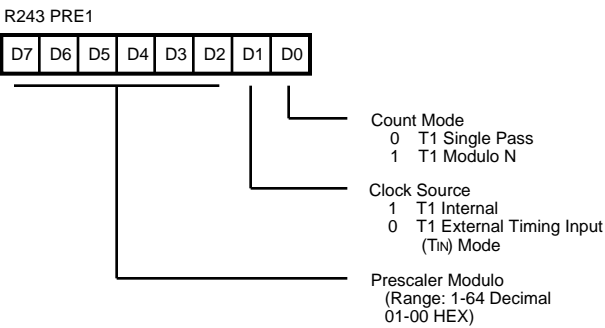 R243 PRE1
D7 D6 D5 D4 D3 D2 D1 D0
Count Mode
0 T1 Single Pass
1 T1 Modulo N
Clock Source
1 T1 Internal
0 T1 External Timing Input
(TIN) Mode
Prescaler Modulo
(Range: 1-64 Decimal
01-00 HEX)